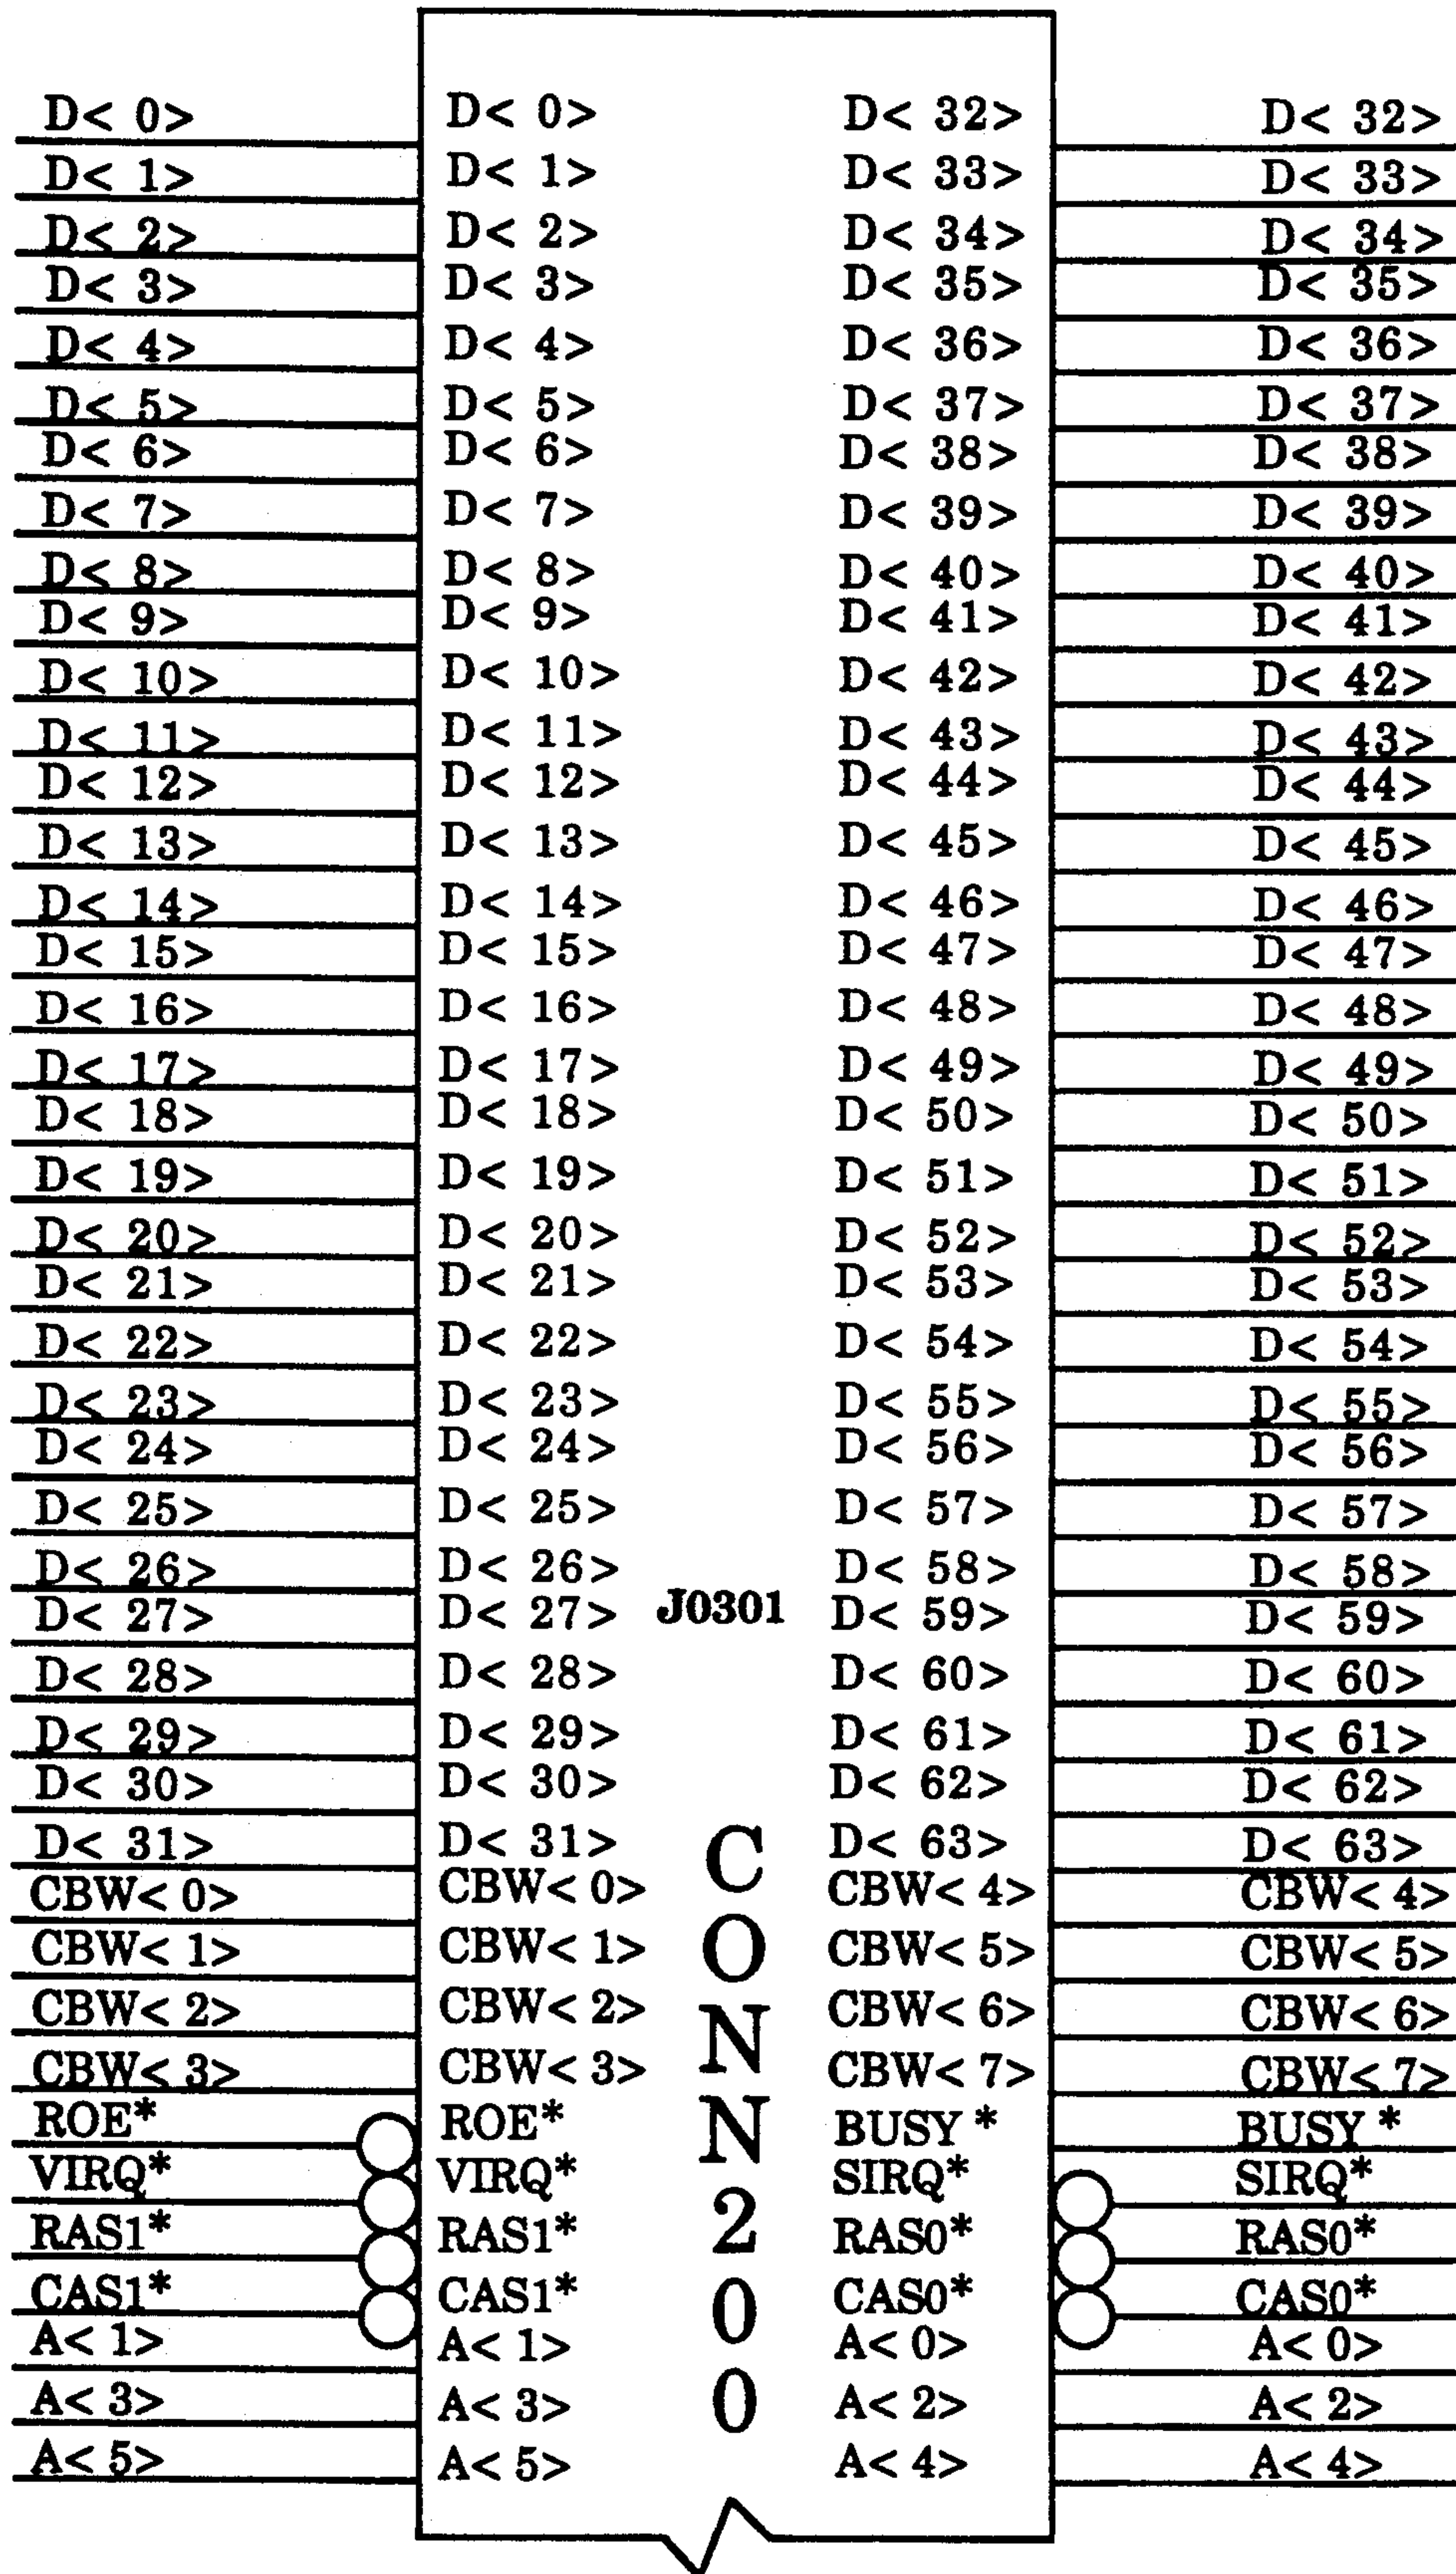 D< 0> D< 0> D< 32> D< 32>
D< 1> D< 1> D< 33> D< 33>
D< 2> D< 2> D< 34> D< 34>
D< 3> D< 3> D< 35> D< 35>
D< 4> D< 4> D< 36> D< 36>
D< 5> D< 5> D< 37> D< 37>
D< 6> D< 6> D< 38> D< 38>
D< 7> D< 7> D< 39> D< 39>
D< 8> D< 8> D< 40> D< 40>
D< 9> D< 9> D< 41> D< 41>
D< 10> D< 10> D< 42> D< 42>
D< 11> D< 11> D< 43> D< 43>
D< 12> D< 12> D< 44> D< 44>
D< 13> D< 13> D< 45> D< 45>
D< 14> D< 14> D< 46> D< 46>
D< 15> D< 15> D< 47> D< 47>
D< 16> D< 16> D< 48> D< 48>
D< 17> D< 17> D< 49> D< 49>
D< 18> D< 18> D< 50> D< 50>
D< 19> D< 19> D< 51> D< 51>
D< 20> D< 20> D< 52> D< 52>
D< 21> D< 21> D< 53> D< 53>
D< 22> D< 22> D< 54> D< 54>
D< 23> D< 23> D< 55> D< 55>
D< 24> D< 24> D< 56> D< 56>
D< 25> D< 25> D< 57> D< 57>
D< 26> D< 26> D< 58> D< 58>
D< 27> D< 27> J0301 D< 59> D< 59>
D< 28> D< 28> D< 60> D< 60>
D< 29> D< 29> D< 61> D< 61>
D< 30> D< 30> D< 62> D< 62>
D< 31> D< 31> D< 63> D< 63>
CBW< 0> CBW< 0> CBW< 4> CBW< 4>
CBW< 1> CBW< 1> CBW< 5> CBW< 5>
CBW< 2> CBW< 2> CBW< 6> CBW< 6>
CBW< 3> CBW< 3> CBW< 7> CBW< 7>
ROE* ROE* BUSY * BUSY *
VIRQ* VIRQ* SIRQ* SIRQ*
RAS1* RAS1* RAS0* RAS0*
CAS1* CAS1* CAS0* CAS0*
A< 1> A< 1> A< 0> A< 0>
A< 3> A< 3> A< 2> A< 2>
A< 5> A< 5> A< 4> A< 4>
CONN200